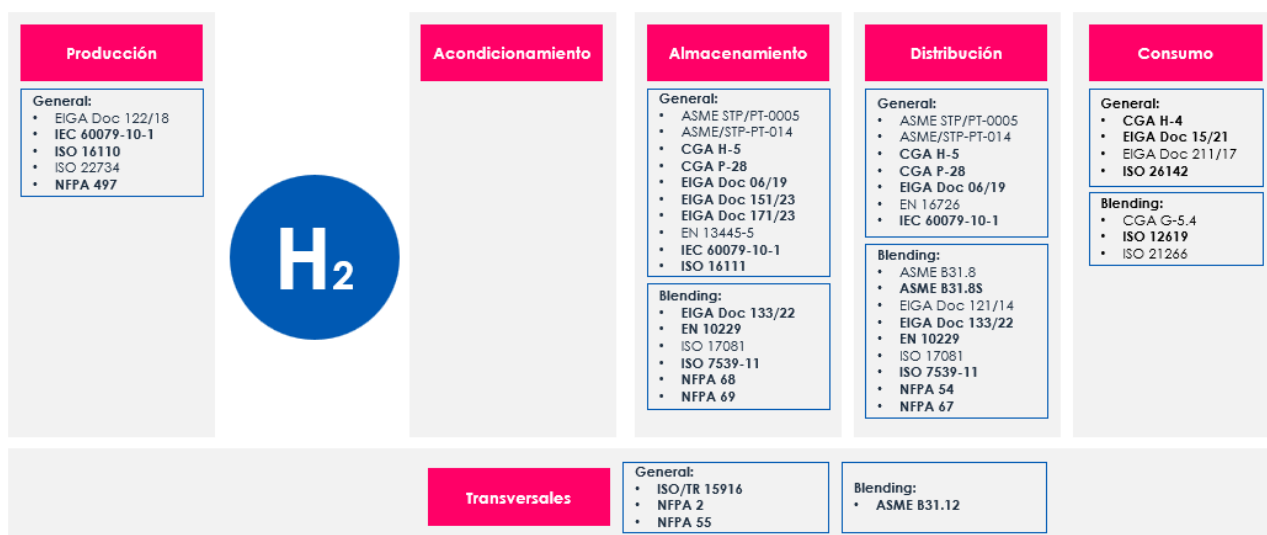 Producción
General:
• EIGA Doc 122/18
• IEC 60079-10-1
• ISO 16110
• ISO 22734
• NFPA 497
H2
Acondicionamiento
Almacenamiento
General:
• ASME STP/PT-0005
• ASME/STP-PT-014
• CGA H-5
• CGA P-28
• EIGA Doc 06/19
• EIGA Doc 151/23
• EIGA Doc 171/23
• EN 13445-5
• IEC 60079-10-1
• ISO 16111
Blending:
• EIGA Doc 133/22
• EN 10229
• ISO 17081
• ISO 7539-11
• NFPA 68
• NFPA 69
Distribución
General:
• ASME STP/PT-0005
• ASME/STP-PT-014
• CGA H-5
• CGA P-28
• EIGA Doc 06/19
• EN 16726
• IEC 60079-10-1
Blending:
• ASME B31.8
• ASME B31.8S
• EIGA Doc 121/14
• EIGA Doc 133/22
• EN 10229
• ISO 17081
• ISO 7539-11
• NFPA 54
• NFPA 67
Consumo
General:
• CGA H-4
• EIGA Doc 15/21
• EIGA Doc 211/17
• ISO 26142
Blending:
• CGA G-5.4
• ISO 12619
• ISO 21266
Transversales
General:
• ISO/TR 15916
• NFPA 2
• NFPA 55
Blending:
• ASME B31.12